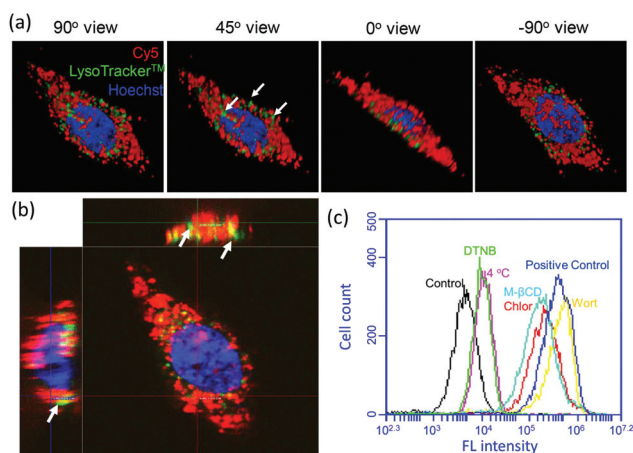 (a)
90° view 45° view 0° view -90° view
Cy5
LysoTracker™
Hoechst
(b)
(c)
500
400
200
0
Cell count
DTNB
4 °C
Control
Positive Control
M-βCD
Chlor
Wort
10^2.3 10^3 10^4 10^5 10^6 10^7.2
FL intensity